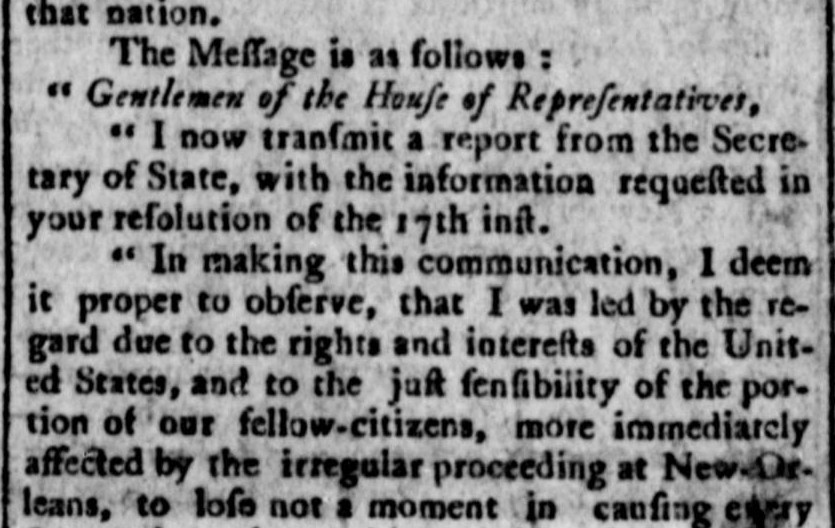 that nation.
The Meſſage is as follows :
“ Gentlemen of the Houſe of Repreſentatives,
“ I now tranſmit a report from the Secre-
tary of State, with the information requeſted in
your reſolution of the 17th inſt.
“ In making this communication, I deem
it proper to obſerve, that I was led by the re-
gard due to the rights and intereſts of the Unit-
ed States, and to the juſt ſenſibility of the por-
tion of our fellow-citizens, more immediately
affected by the irregular proceeding at New-Or-
leans, to loſe not a moment in cauſing every